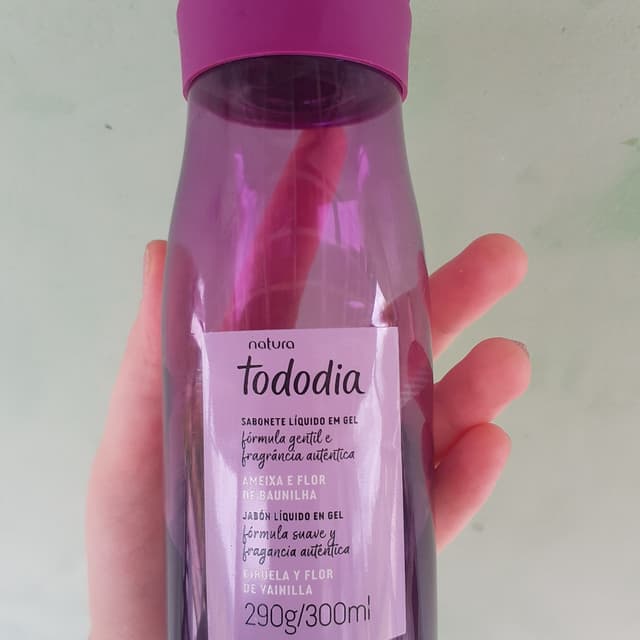 natura
tododia
SABONETE LÍQUIDO EM GEL
fórmula gentil e
fragrância autêntica
AMEIXA E FLOR
DE BAUNILHA
JABÓN LÍQUIDO EN GEL
fórmula suave y
fragancia auténtica
CIRUELA Y FLOR
DE VAINILLA
290g/300ml